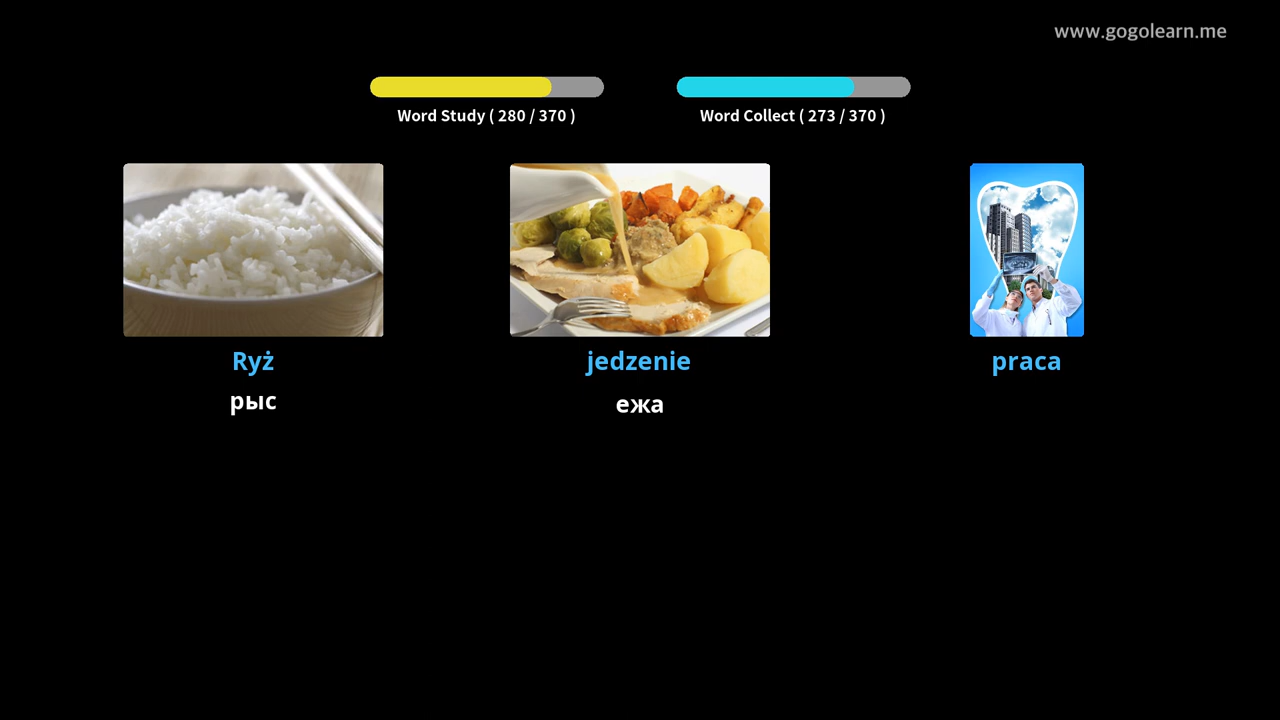 www.gogolearn.me
Word Study ( 280 / 370 )
Word Collect ( 273 / 370 )
Ryż
jedzenie
praca
рыс
ежа